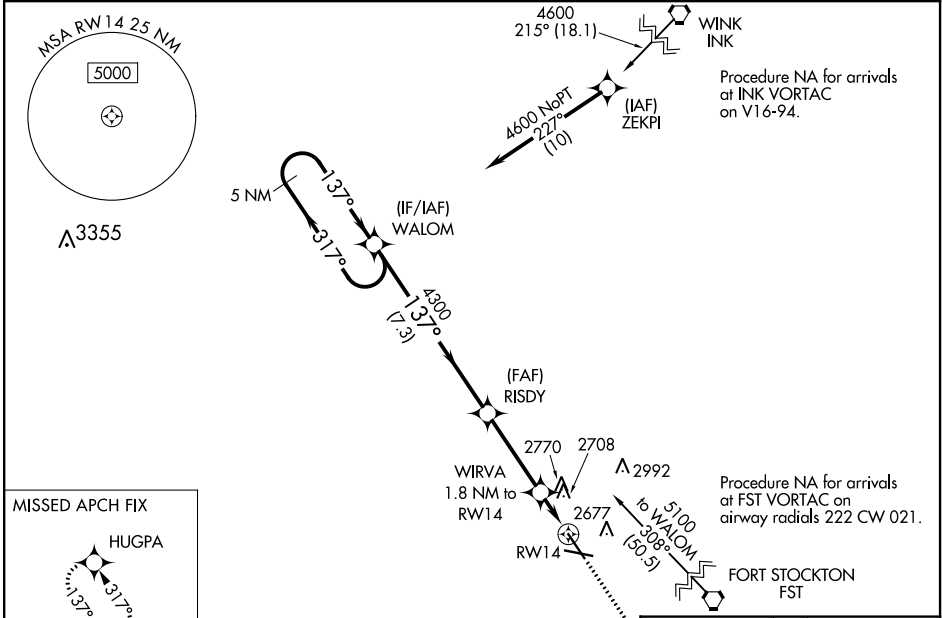 MSA RW14 25 NM
5000
3355
4600
215° (18.1)
WINK
INK
Procedure NA for arrivals
at INK VORTAC
on V16-94.
(IAF)
ZEKPI
4600 NoPT
227°
(10)
5 NM
137°
317°
(IF/IAF)
WALOM
4300
137°
(7.3)
(FAF)
RISDY
2770
2708
2992
WIRVA
1.8 NM to
RW14
2677
RW14
5100
to WALOM
308°
(50.5)
Procedure NA for arrivals
at FST VORTAC on
airway radials 222 CW 021.
FORT STOCKTON
FST
MISSED APCH FIX
HUGPA
137°
317°